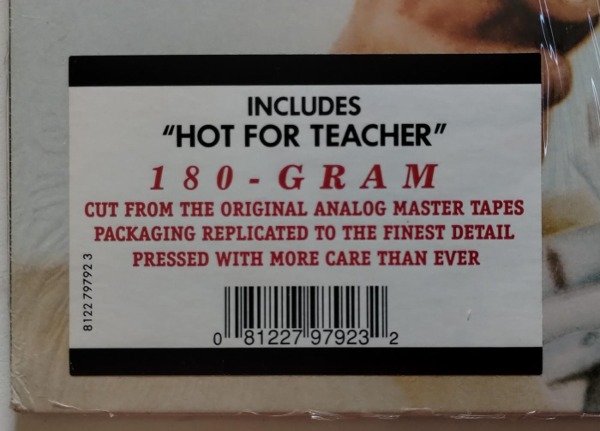 INCLUDES
"HOT FOR TEACHER"
180-GRAM
CUT FROM THE ORIGINAL ANALOG MASTER TAPES
PACKAGING REPLICATED TO THE FINEST DETAIL
PRESSED WITH MORE CARE THAN EVER
8122 79792 3
0 81227 97923 2